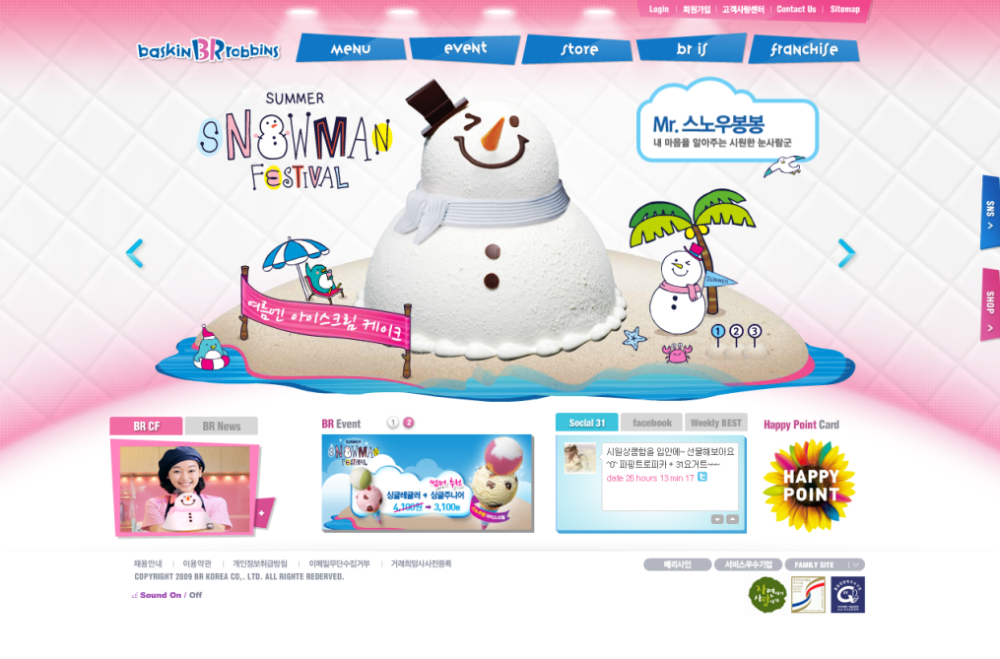 Login | 회원가입 | 고객사랑센터 | Contact Us | Sitemap
baskin BR robbins
MENU
event
store
br is
franchise
SUMMER
SNOWMAN
FESTIVAL
Mr. 스노우봉봉
내 마음을 알아주는 시원한 눈사람군
SNS >
SHOP >
SUMMER
여름엔 아이스크림 케이크
1 2 3
BR CF
BR News
BR Event
1 2
SUMMER
SNOWMAN
FESTIVAL
썸머 추천
싱글레귤러 + 싱글주니어
4,100원 → 3,100원
Social 31
facebook
Weekly BEST
시원상큼함을 입안에~ 선물해보아요
^0^ 파핑트로피카 + 31요거트~~
date 26 hours 13 min 17
Happy Point Card
HAPPY
POINT
채용안내 | 이용약관 | 개인정보취급방침 | 이메일무단수집거부 | 거래희망사사전등록
COPYRIGHT 2009 BR KOREA CO,. LTD. ALL RIGHTE REDERVED.
Sound On / Off
배리사인
서비스우수기업
FAMILY SITE